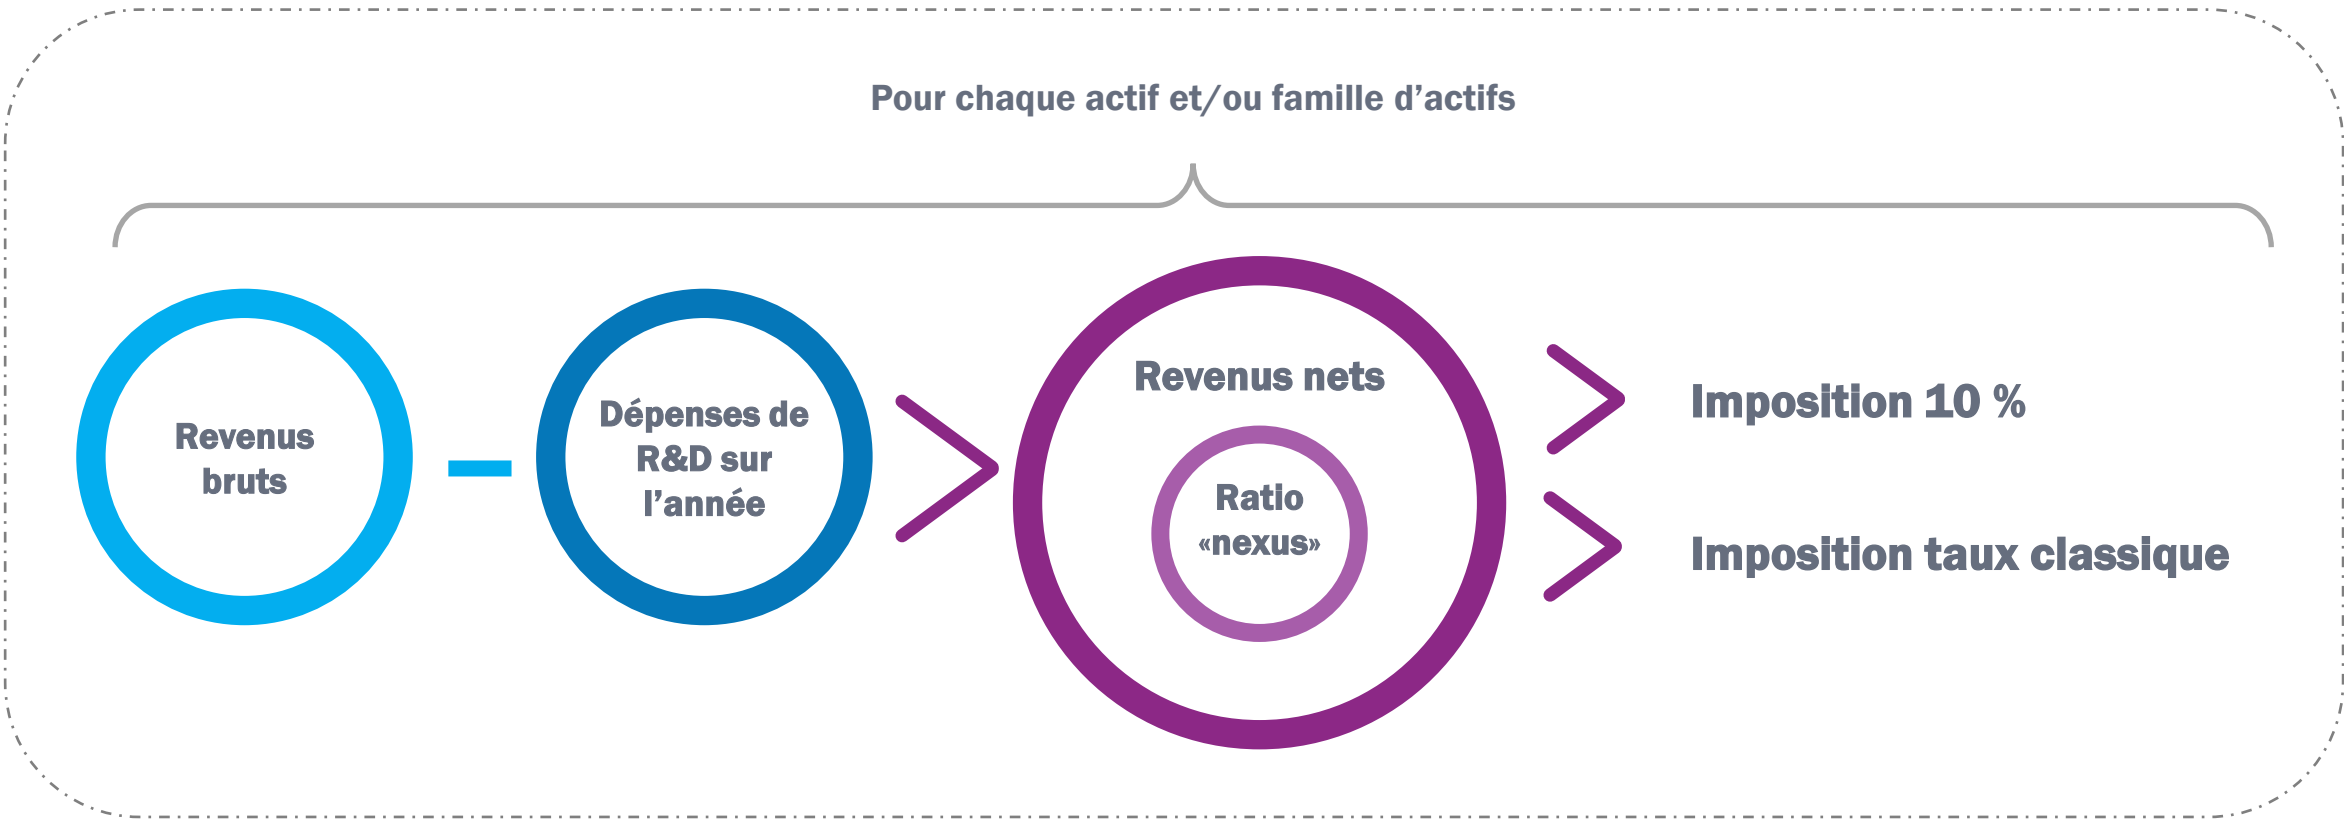 Pour chaque actif et/ou famille d’actifs
Revenus
bruts
Dépenses de
R&D sur
l’année
Revenus nets
Ratio
«nexus»
Imposition 10 %
Imposition taux classique